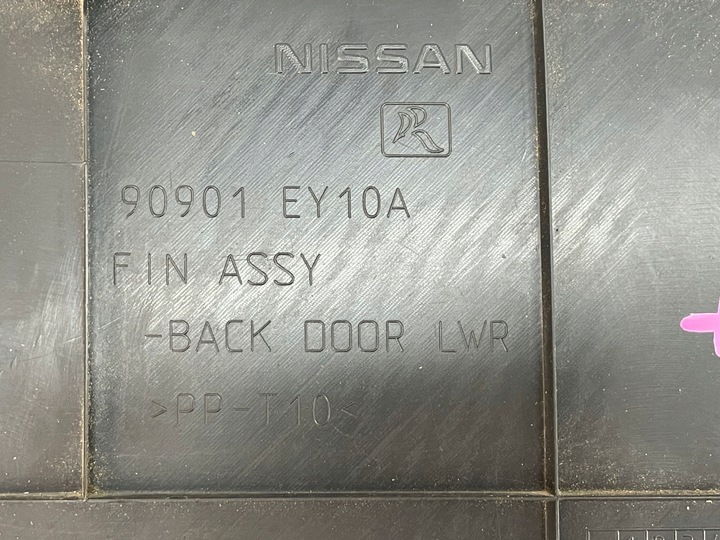 NISSAN
90901 EY10A
FIN ASSY
-BACK DOOR LWR
>PP-T10<